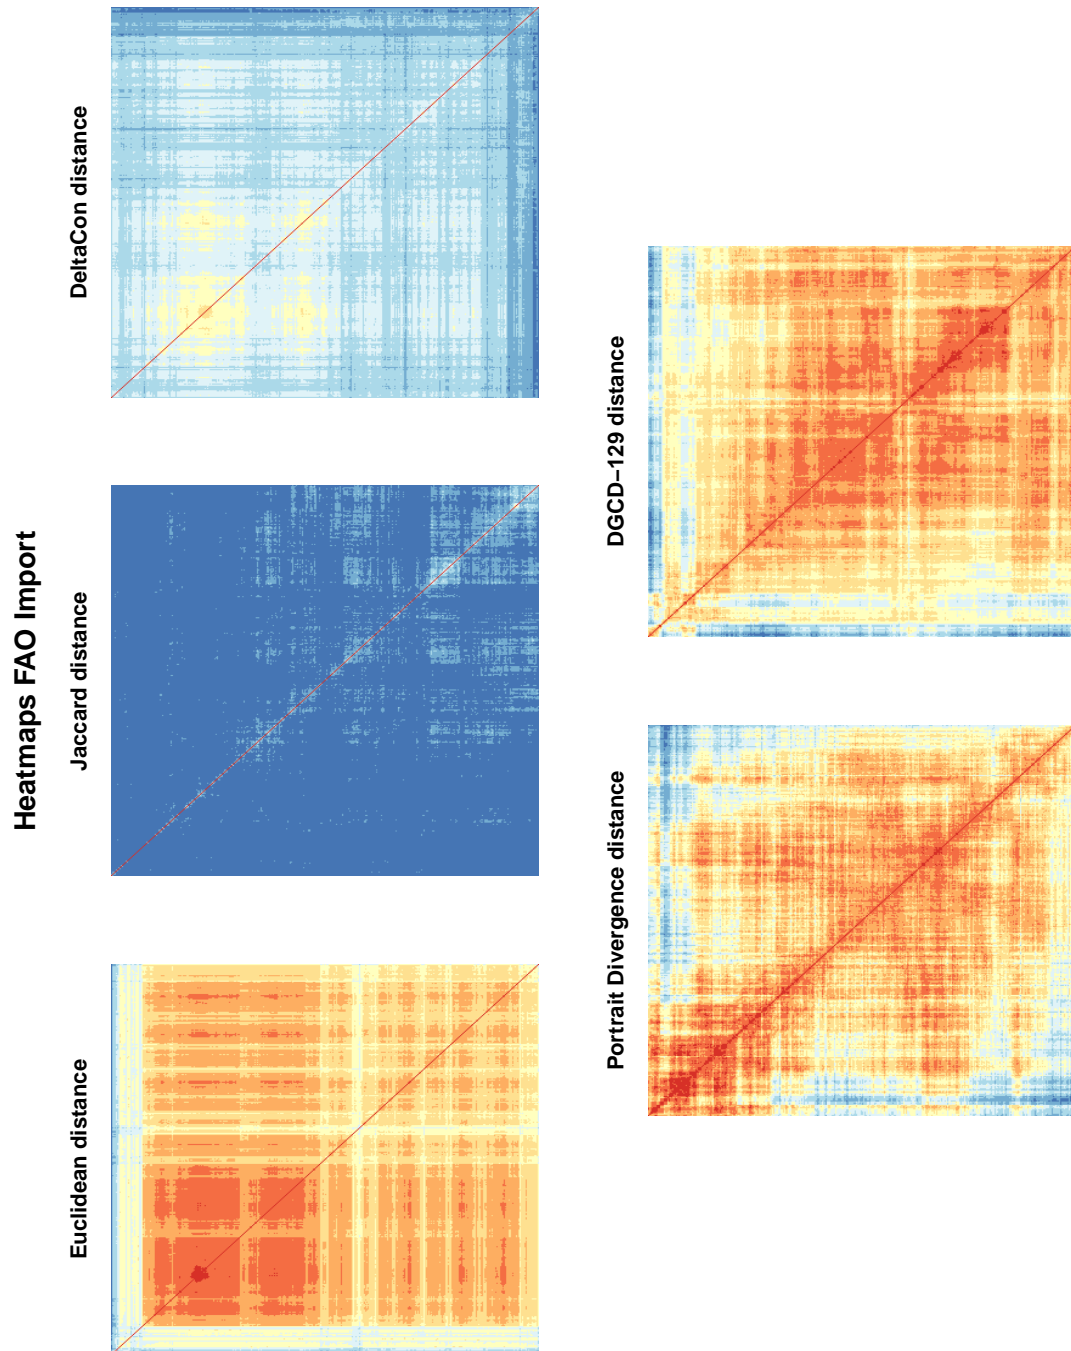 Heatmaps FAO Import
Euclidean distance
Jaccard distance
DeltaCon distance
Portrait Divergence distance
DGCD−129 distance